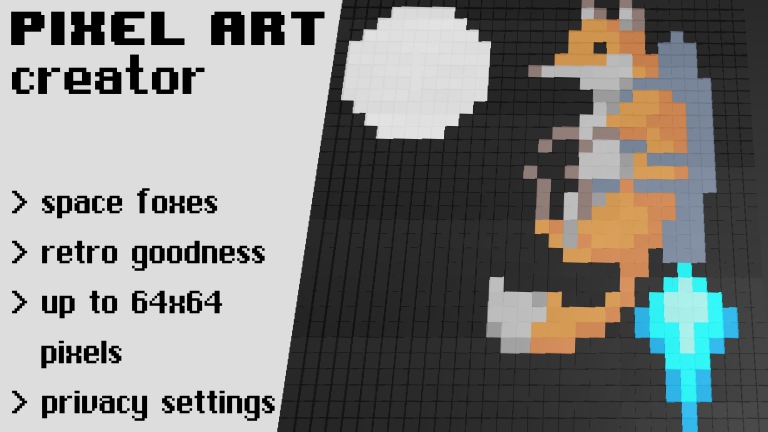 PIXEL ART
creator
> space foxes
> retro goodness
> up to 64x64
pixels
> privacy settings